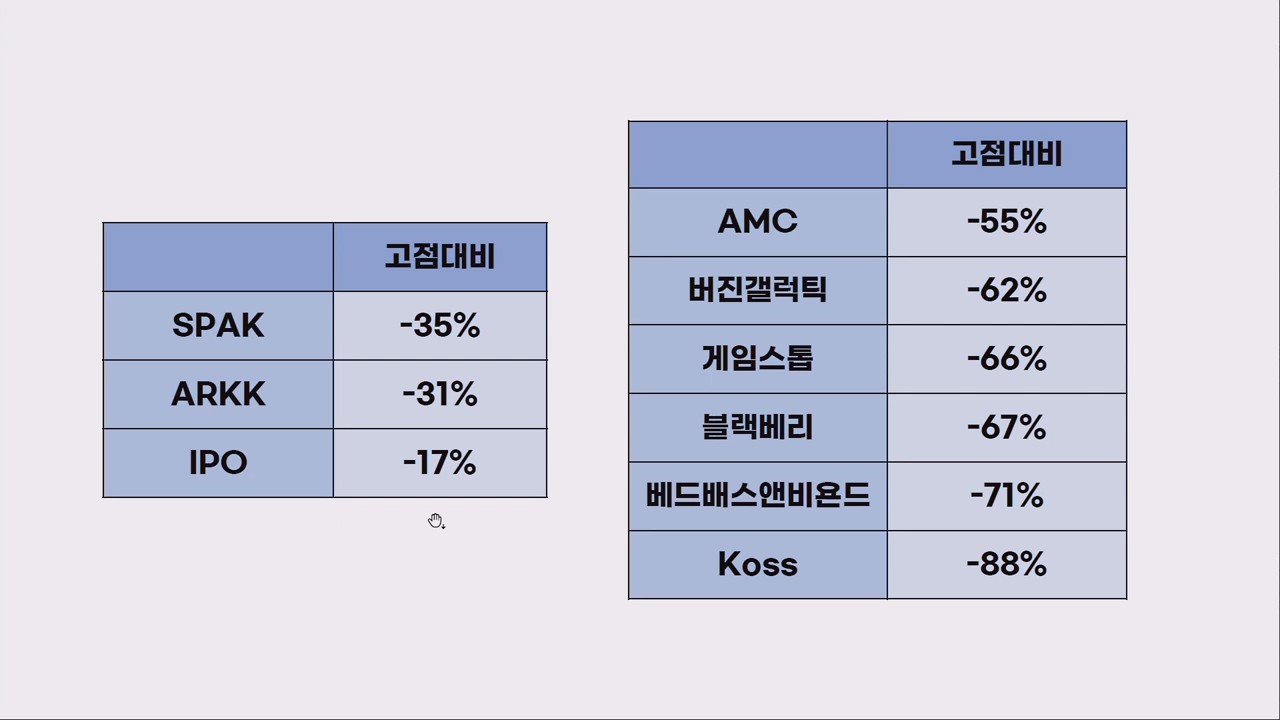 고점대비
SPAK -35%
ARKK -31%
IPO -17%
고점대비
AMC -55%
버진갤럭틱 -62%
게임스톱 -66%
블랙베리 -67%
베드배스앤비욘드 -71%
Koss -88%